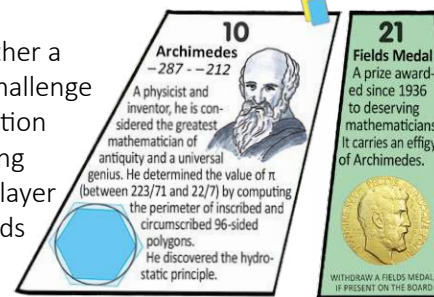 ther a
hallenge
tion
ng
layer
ds
10
Archimedes
−287 - −212
A physicist and
inventor, he is con-
sidered the greatest
mathematician of
antiquity and a universal
genius. He determined the value of π
(between 223/71 and 22/7) by computing
the perimeter of inscribed and
circumscribed 96-sided
polygons.
He discovered the hydro-
static principle.
21
Fields Medal
A prize award-
ed since 1936
to deserving
mathematicians.
It carries an effigy
of Archimedes.
WITHDRAW A FIELDS MEDAL,
IF PRESENT ON THE BOARD